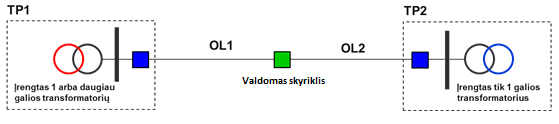 TP1
TP2
OL1
OL2
Valdomas skyriklis
Įrengtas 1 arba daugiau
galios transformatorių
Įrengtas tik 1 galios
transformatorius